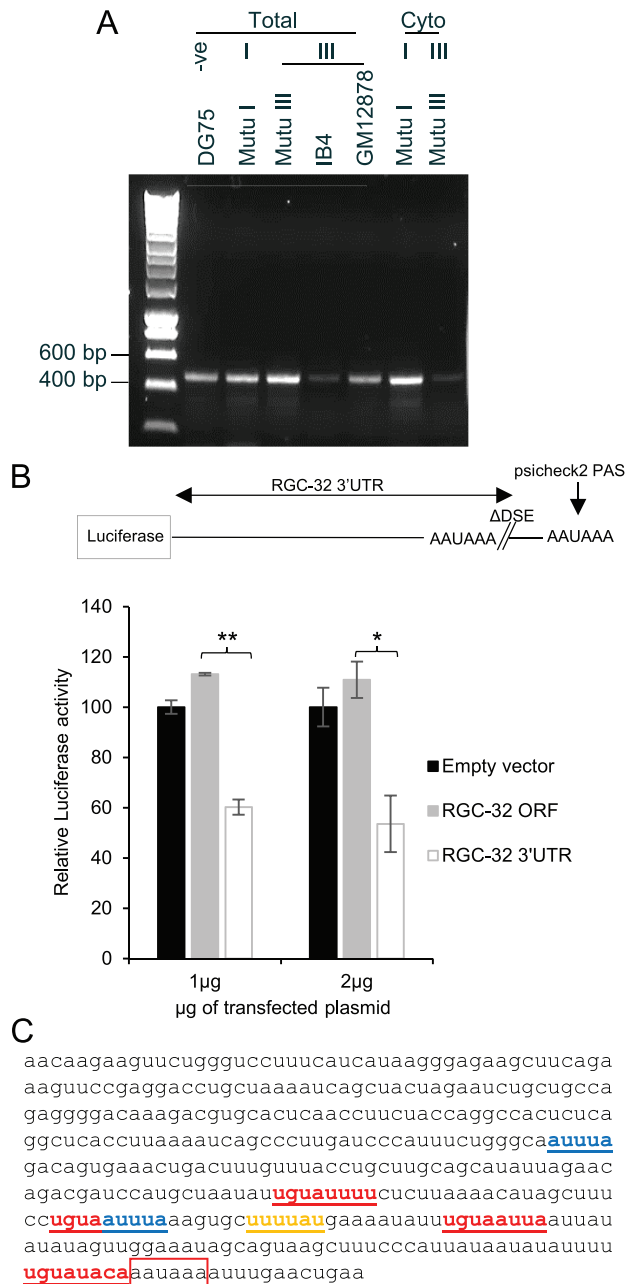 A
Total Cyto
-ve I III I III
DG75 Mutu I Mutu III IB4 GM12878 Mutu I Mutu III
600 bp
400 bp
B
psicheck2 PAS
RGC-32 3'UTR
ΔDSE
Luciferase AAUAAA AAUAAA
Relative Luciferase activity
140
120
100
80
60
40
20
0
** *
Empty vector
RGC-32 ORF
RGC-32 3'UTR
1µg 2µg
µg of transfected plasmid
C
aacaagaaguucuggguccuuucaucauaagggagaagcuucaga
aaguuccgaggaccugcuaaaaucagcuacuagaaucugcugcca
gaggggacaaagacgugcacucaaccuucuaccaggccacucuca
ggcucaccuuaaaaucagcccuugaucccauuucugggcaauuua
gacagugaaacugacuuuguuuaccugcuugcagcauauuagaac
agacgauccaugcuaauauuguauuuucucuuaaaacauagcuuu
ccuguaauuuaaagugcuuuuaugaaaauauuuguaauuaauuau
auauaguuggaaauagcaguaagcuuucccauuauaauauauuuu
uguauacaaauaaaauuugaacugaa